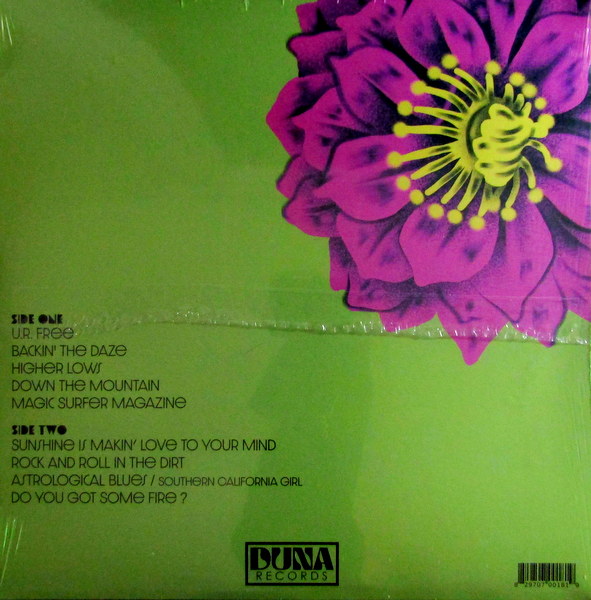 SIDE ONE
U.R. FREE
BACKIN' THE DAZE
HIGHER LOWS
DOWN THE MOUNTAIN
MAGIC SURFER MAGAZINE
SIDE TWO
SUNSHINE IS MAKIN' LOVE TO YOUR MIND
ROCK AND ROLL IN THE DIRT
ASTROLOGICAL BLUES / SOUTHERN CALIFORNIA GIRL
DO YOU GOT SOME FIRE ?
DUNA
RECORDS